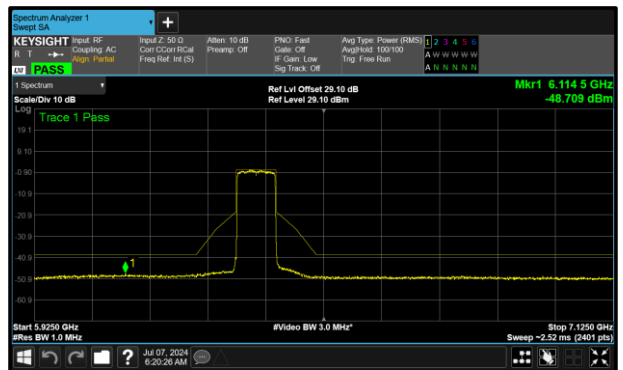 Spectrum Analyzer 1
Swept SA
+
KEYSIGHT Input: RF Input Z: 50 Ω Atten: 10 dB PNO: Fast Avg Type: Power (RMS) 1 2 3 4 5 6
R T Coupling: AC Corr CCorr RCal Preamp: Off Gate: Off Avg|Hold: 100/100 A W W W W W
Align: Partial Freq Ref: Int (S) IF Gain: Low Trig: Free Run
LXI PASS Sig Track: Off A N N N N N
1 Spectrum Ref Lvl Offset 29.10 dB Mkr1 6.114 5 GHz
Scale/Div 10 dB Ref Level 29.10 dBm -48.709 dBm
Log
Trace 1 Pass
19.1
9.10
-0.90
-10.9
-20.9
-30.9
-40.9
1
-50.9
-60.9
Start 5.9250 GHz #Video BW 3.0 MHz* Stop 7.1250 GHz
#Res BW 1.0 MHz Sweep ~2.52 ms (2401 pts)
? Jul 07, 2024
6:20:26 AM